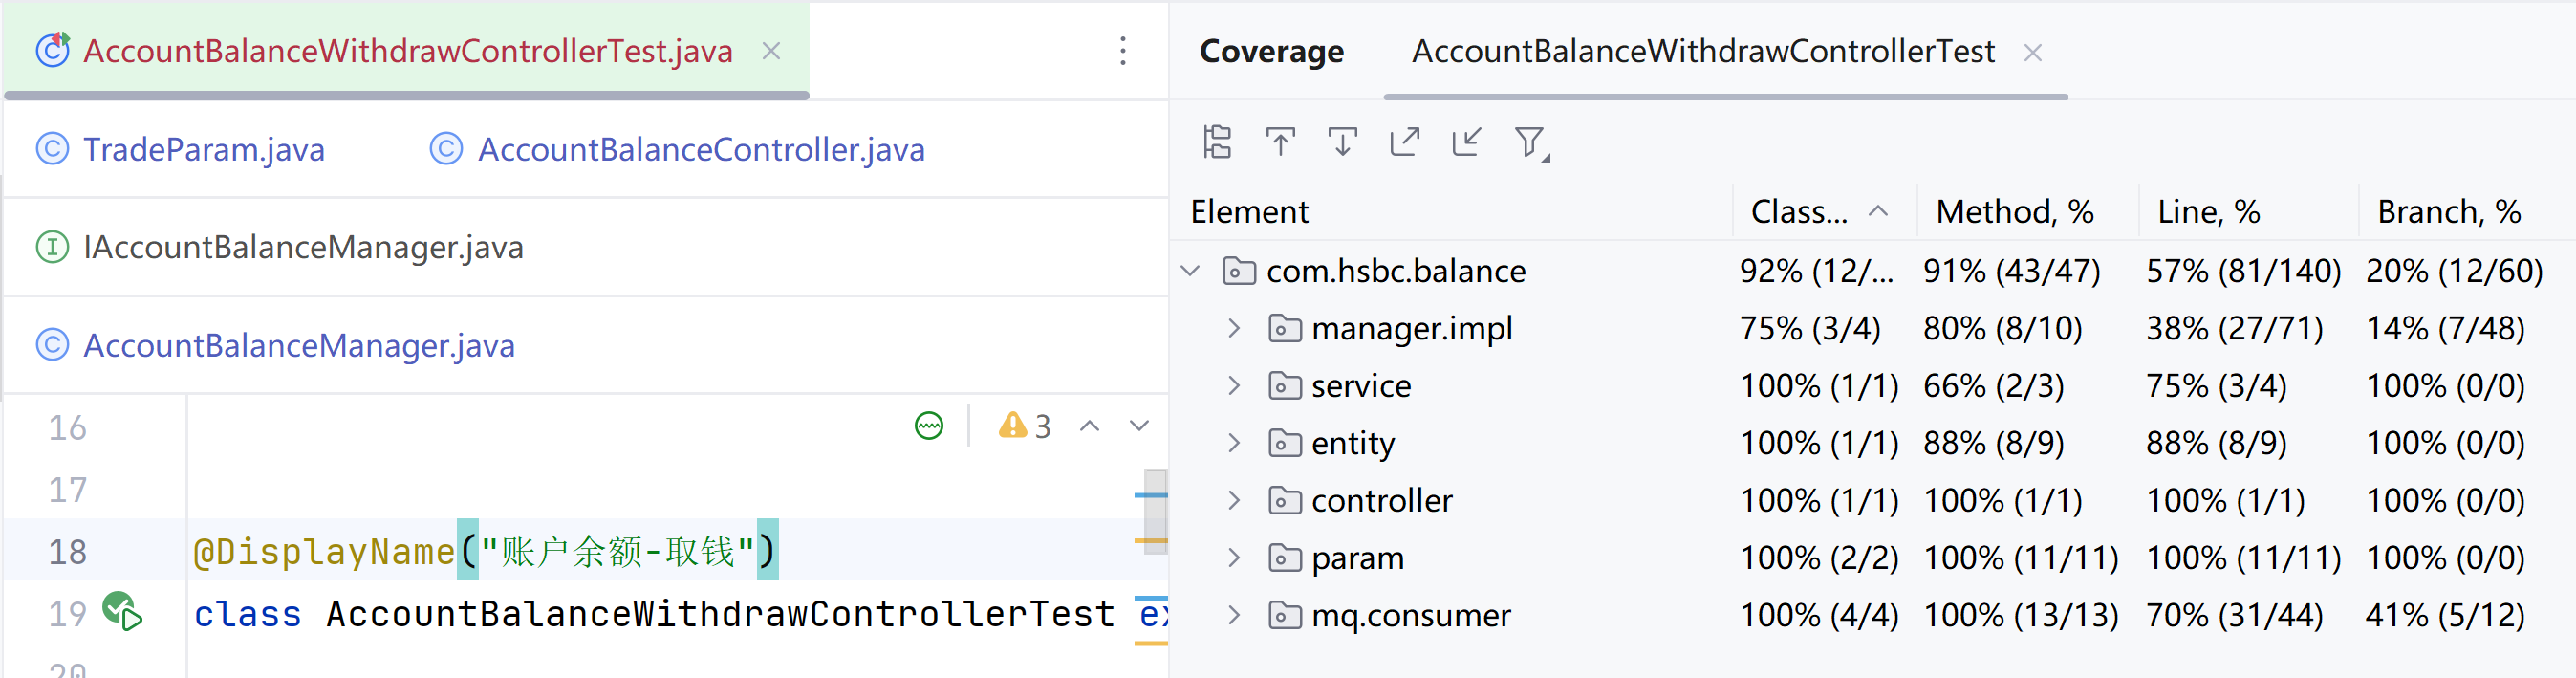 AccountBalanceWithdrawControllerTest.java
TradeParam.java AccountBalanceController.java
IAccountBalanceManager.java
AccountBalanceManager.java
16 3
17
18 @DisplayName("账户余额-取钱")
19 class AccountBalanceWithdrawControllerTest ex
20
Coverage AccountBalanceWithdrawControllerTest
Element Class... Method, % Line, % Branch, %
com.hsbc.balance 92% (12/... 91% (43/47) 57% (81/140) 20% (12/60)
manager.impl 75% (3/4) 80% (8/10) 38% (27/71) 14% (7/48)
service 100% (1/1) 66% (2/3) 75% (3/4) 100% (0/0)
entity 100% (1/1) 88% (8/9) 88% (8/9) 100% (0/0)
controller 100% (1/1) 100% (1/1) 100% (1/1) 100% (0/0)
param 100% (2/2) 100% (11/11) 100% (11/11) 100% (0/0)
mq.consumer 100% (4/4) 100% (13/13) 70% (31/44) 41% (5/12)